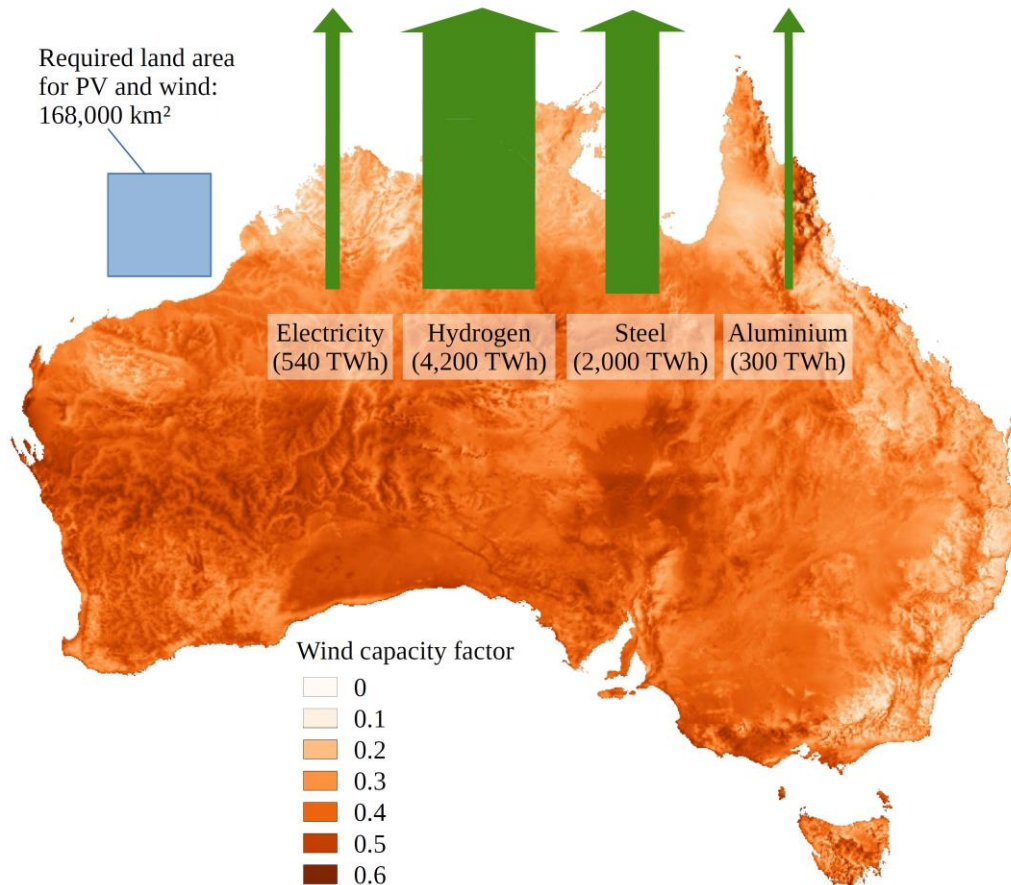 Required land area
for PV and wind:
168,000 km²
Electricity
(540 TWh)
Hydrogen
(4,200 TWh)
Steel
(2,000 TWh)
Aluminium
(300 TWh)
Wind capacity factor
0
0.1
0.2
0.3
0.4
0.5
0.6